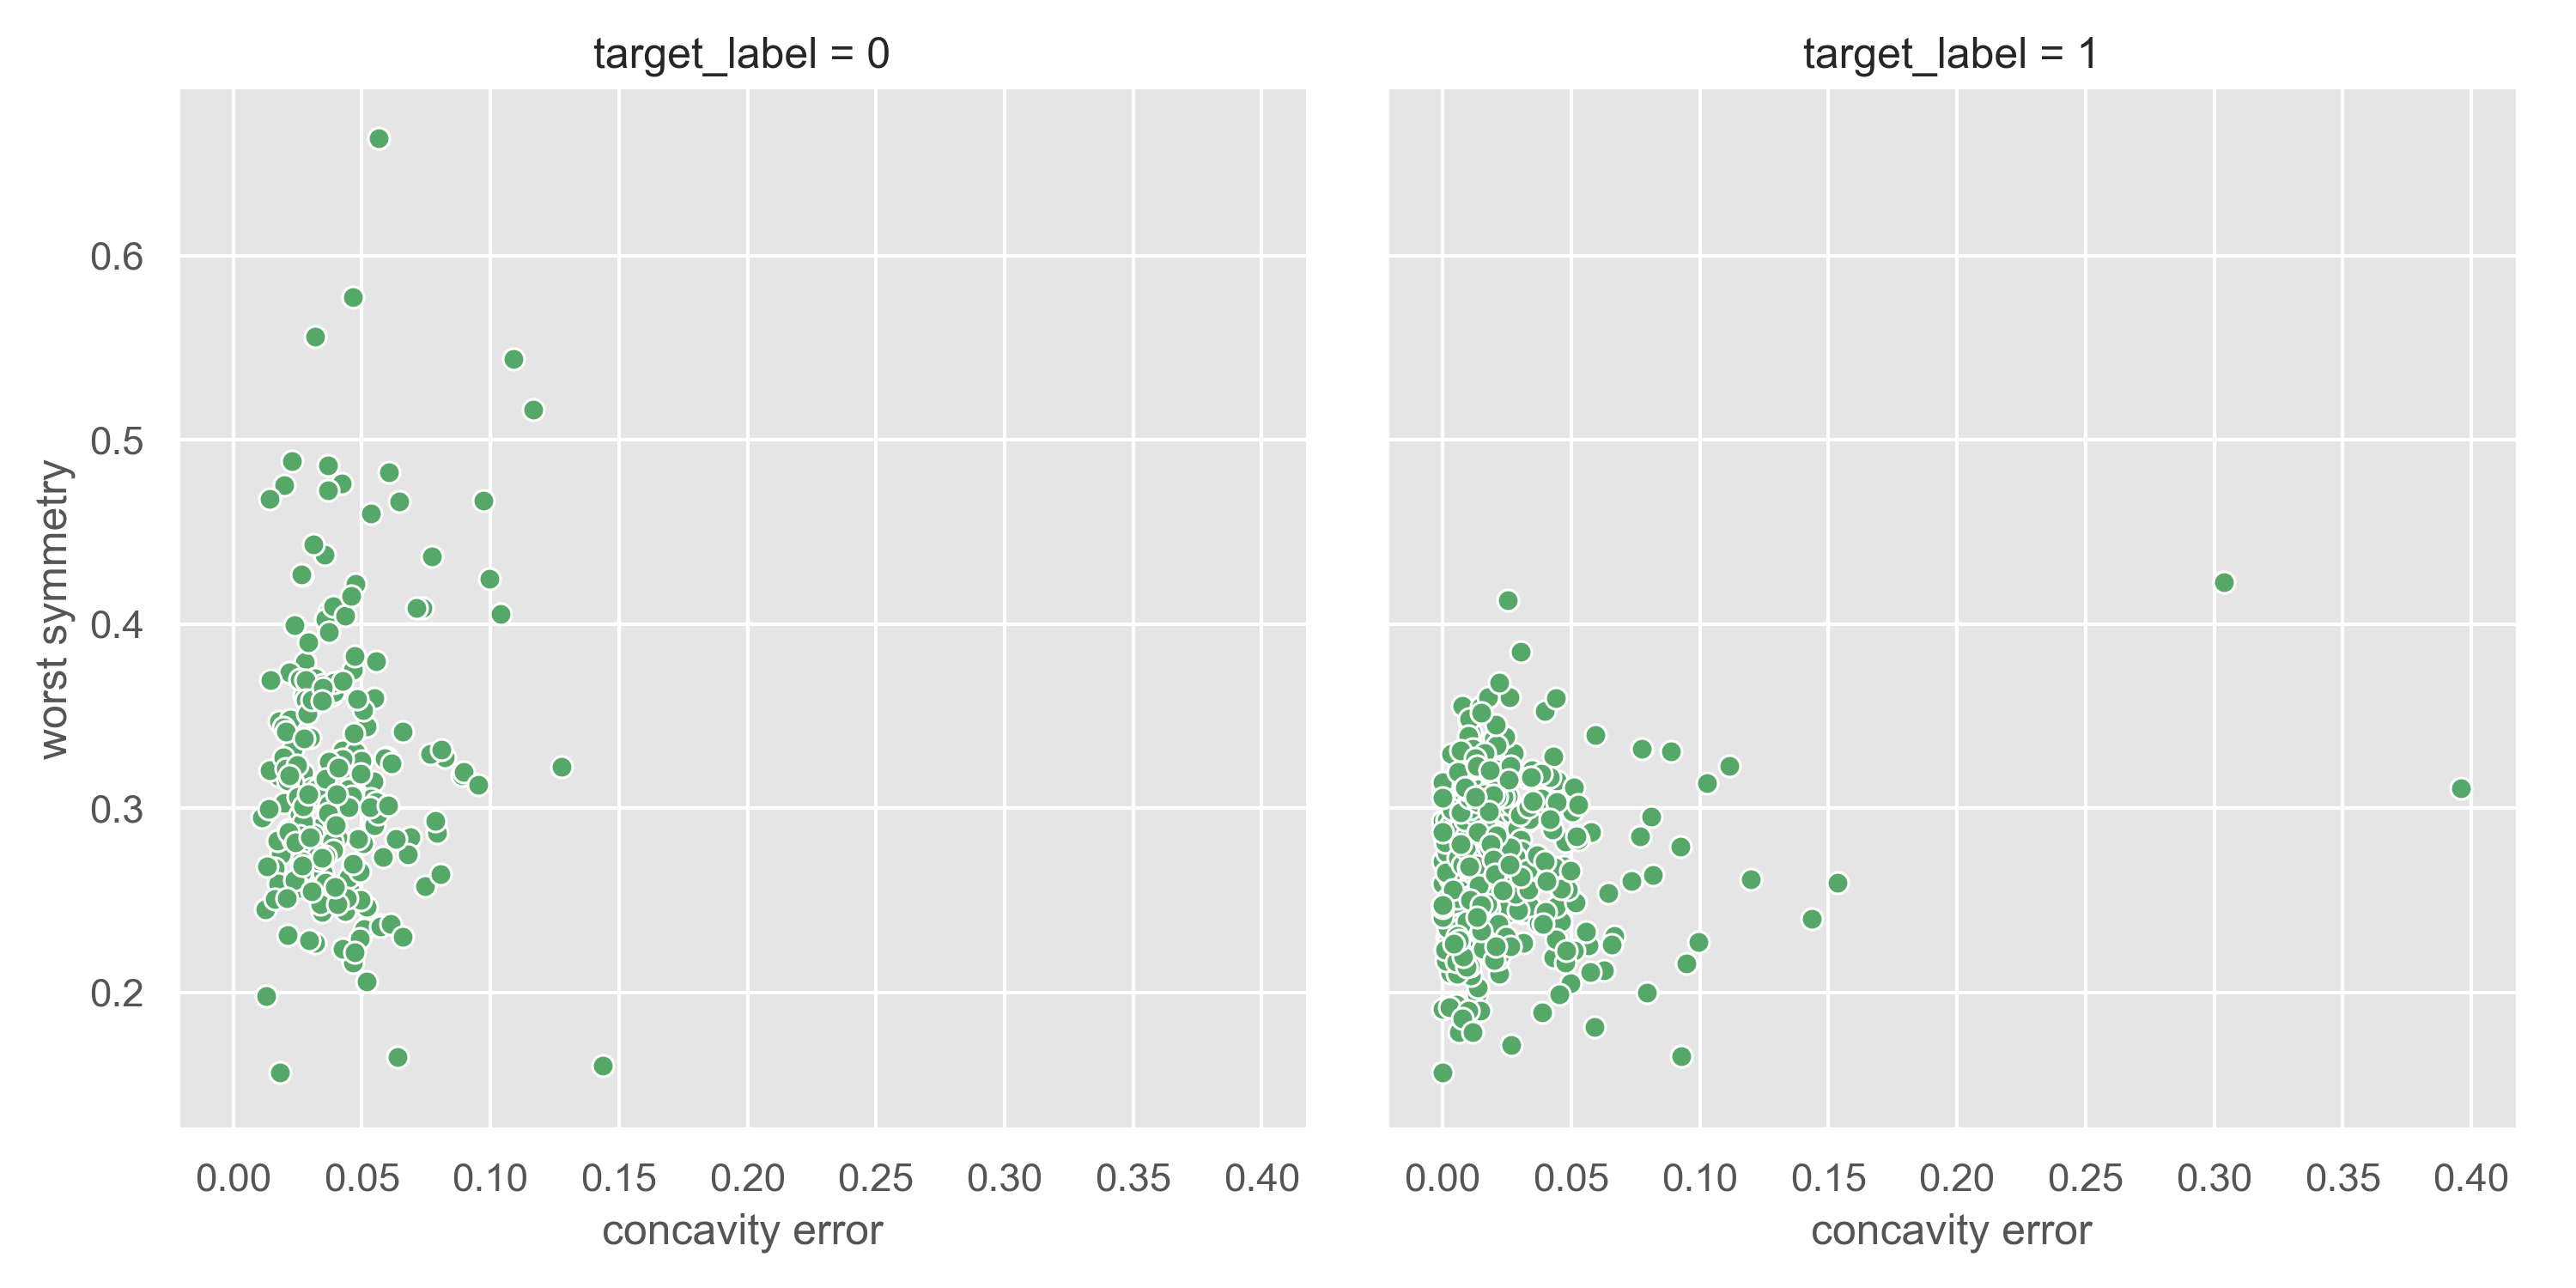 target_label = 0
target_label = 1
worst symmetry
0.6
0.5
0.4
0.3
0.2
0.00 0.05 0.10 0.15 0.20 0.25 0.30 0.35 0.40
concavity error
0.00 0.05 0.10 0.15 0.20 0.25 0.30 0.35 0.40
concavity error